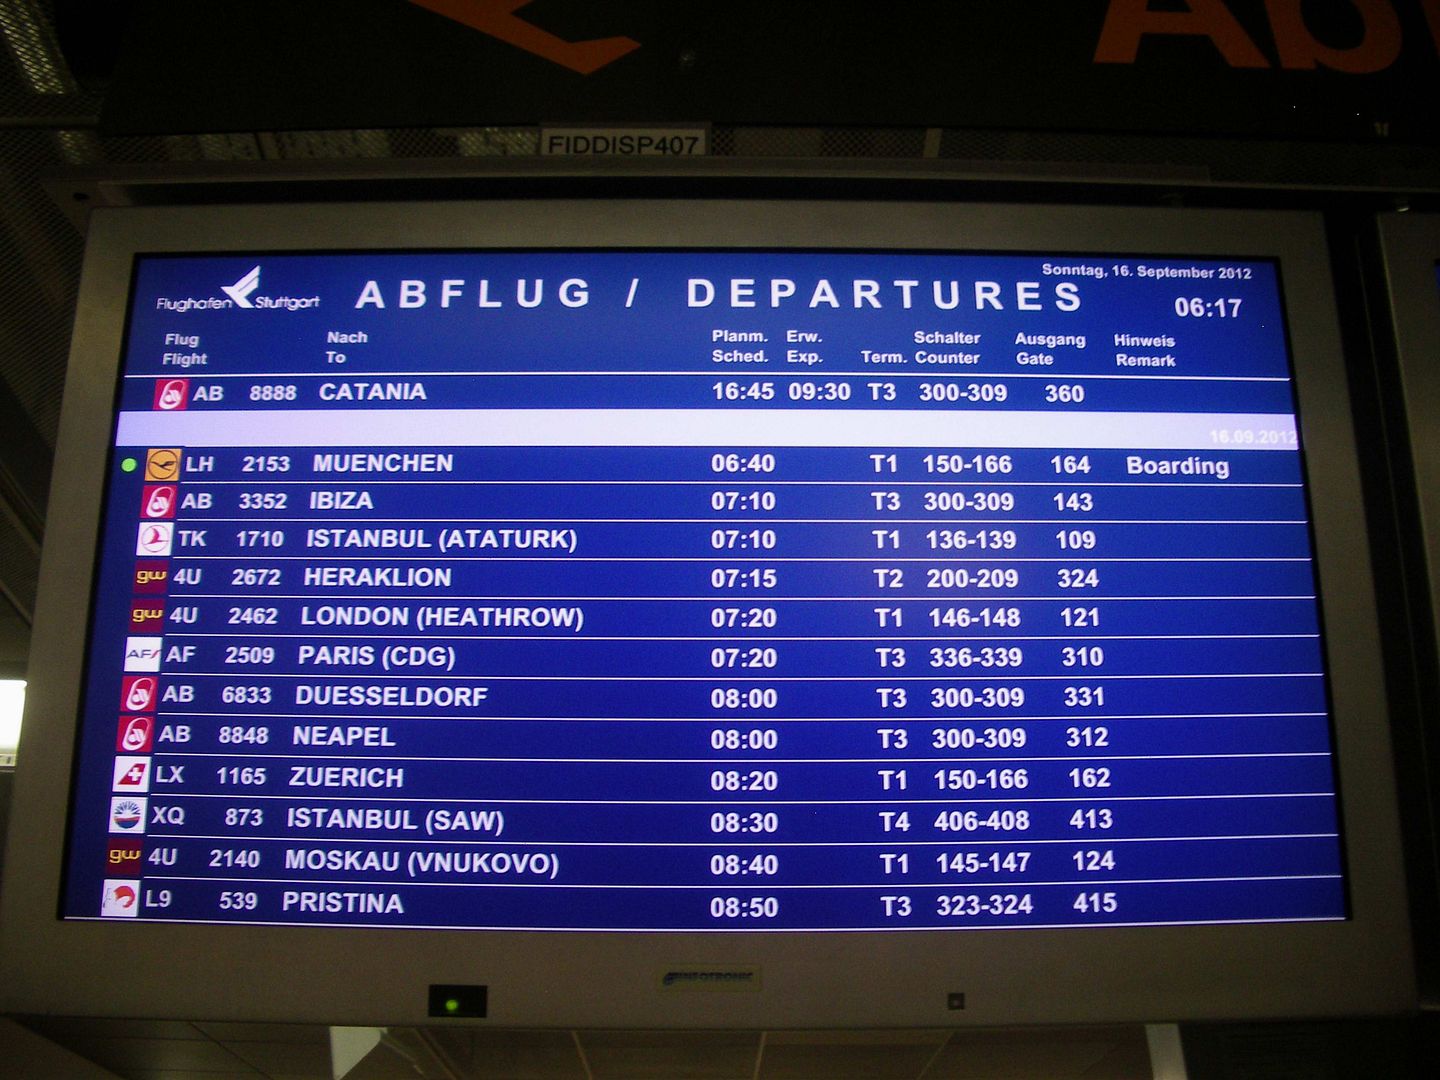 Ab
FIDDISP407
Sonntag, 16. September 2012
Flughafen Stuttgart
ABFLUG / DEPARTURES
06:17
Flug Nach Planm. Erw. Schalter Ausgang Hinweis
Flight To Sched. Exp. Term. Counter Gate Remark
AB 8888 CATANIA 16:45 09:30 T3 300-309 360
16.09.2012
LH 2153 MUENCHEN 06:40 T1 150-166 164 Boarding
AB 3352 IBIZA 07:10 T3 300-309 143
TK 1710 ISTANBUL (ATATURK) 07:10 T1 136-139 109
gw 4U 2672 HERAKLION 07:15 T2 200-209 324
gw 4U 2462 LONDON (HEATHROW) 07:20 T1 146-148 121
AF AF 2509 PARIS (CDG) 07:20 T3 336-339 310
AB 6833 DUESSELDORF 08:00 T3 300-309 331
AB 8848 NEAPEL 08:00 T3 300-309 312
LX 1165 ZUERICH 08:20 T1 150-166 162
XQ 873 ISTANBUL (SAW) 08:30 T4 406-408 413
gw 4U 2140 MOSKAU (VNUKOVO) 08:40 T1 145-147 124
L9 539 PRISTINA 08:50 T3 323-324 415
INFOTRONIC